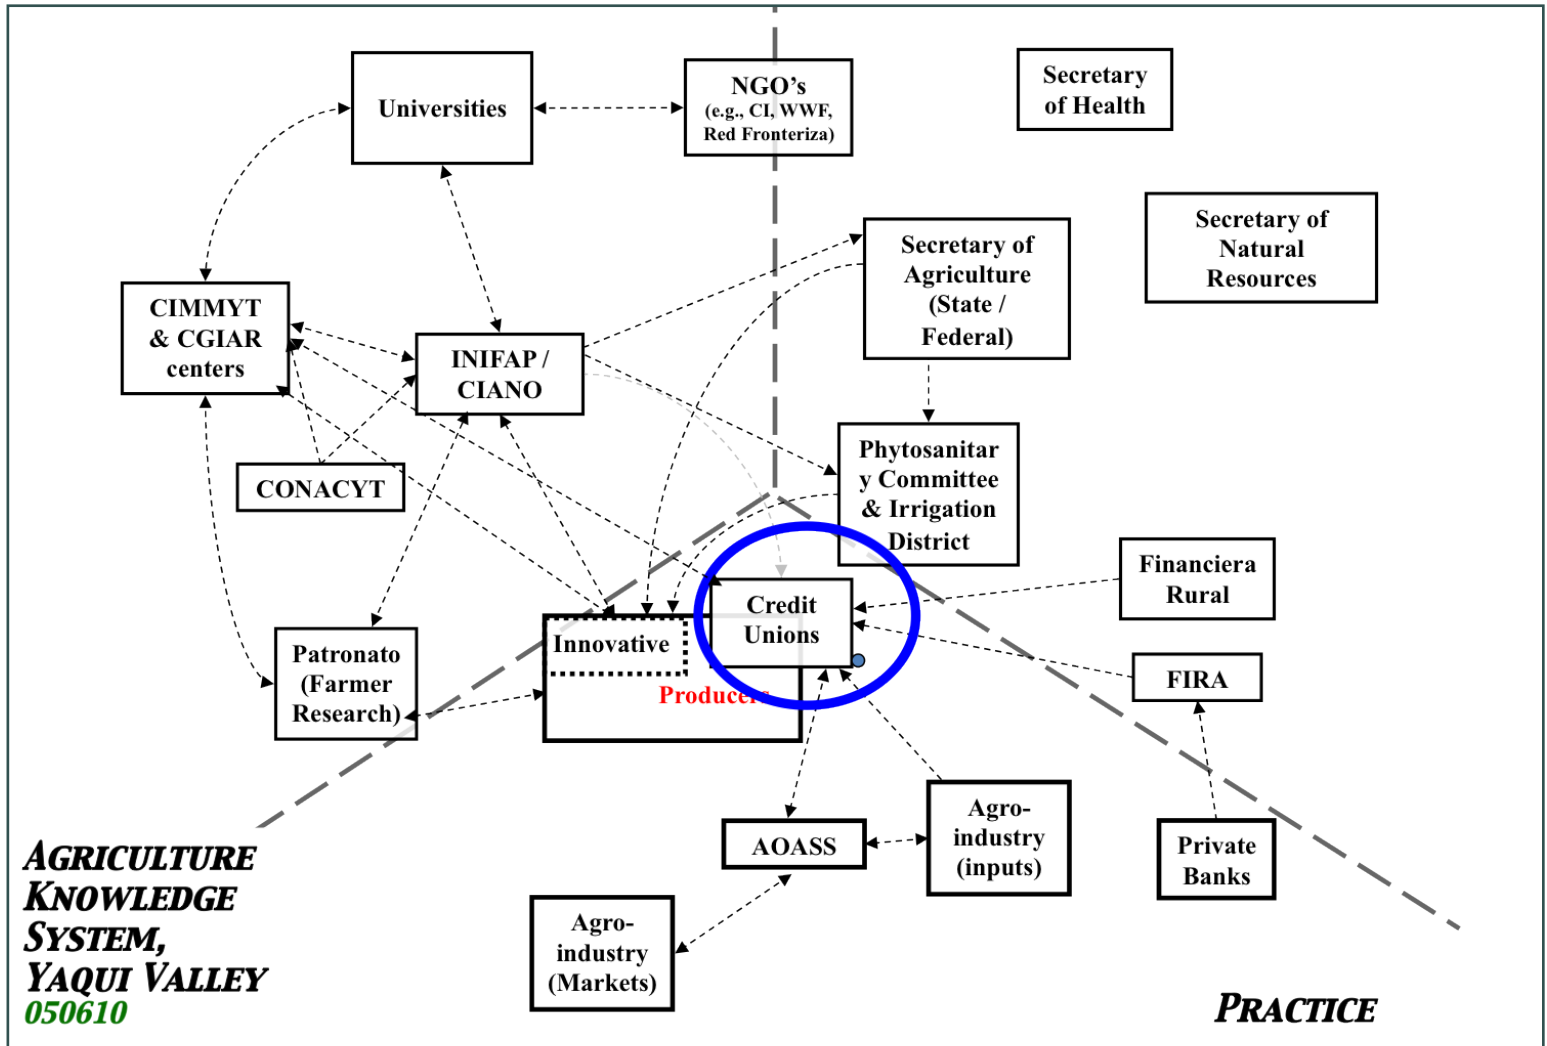 Universities
NGO’s
(e.g., CI, WWF,
Red Fronteriza)
Secretary
of Health
Secretary of
Natural
Resources
Secretary of
Agriculture
(State /
Federal)
CIMMYT
& CGIAR
centers
INIFAP /
CIANO
CONACYT
Phytosanitar
y Committee
& Irrigation
District
Financiera
Rural
Credit
Unions
Innovative
Producers
Patronato
(Farmer
Research)
FIRA
AOASS
Agro-
industry
(inputs)
Private
Banks
Agro-
industry
(Markets)
AGRICULTURE
KNOWLEDGE
SYSTEM,
YAQUI VALLEY
050610
PRACTICE